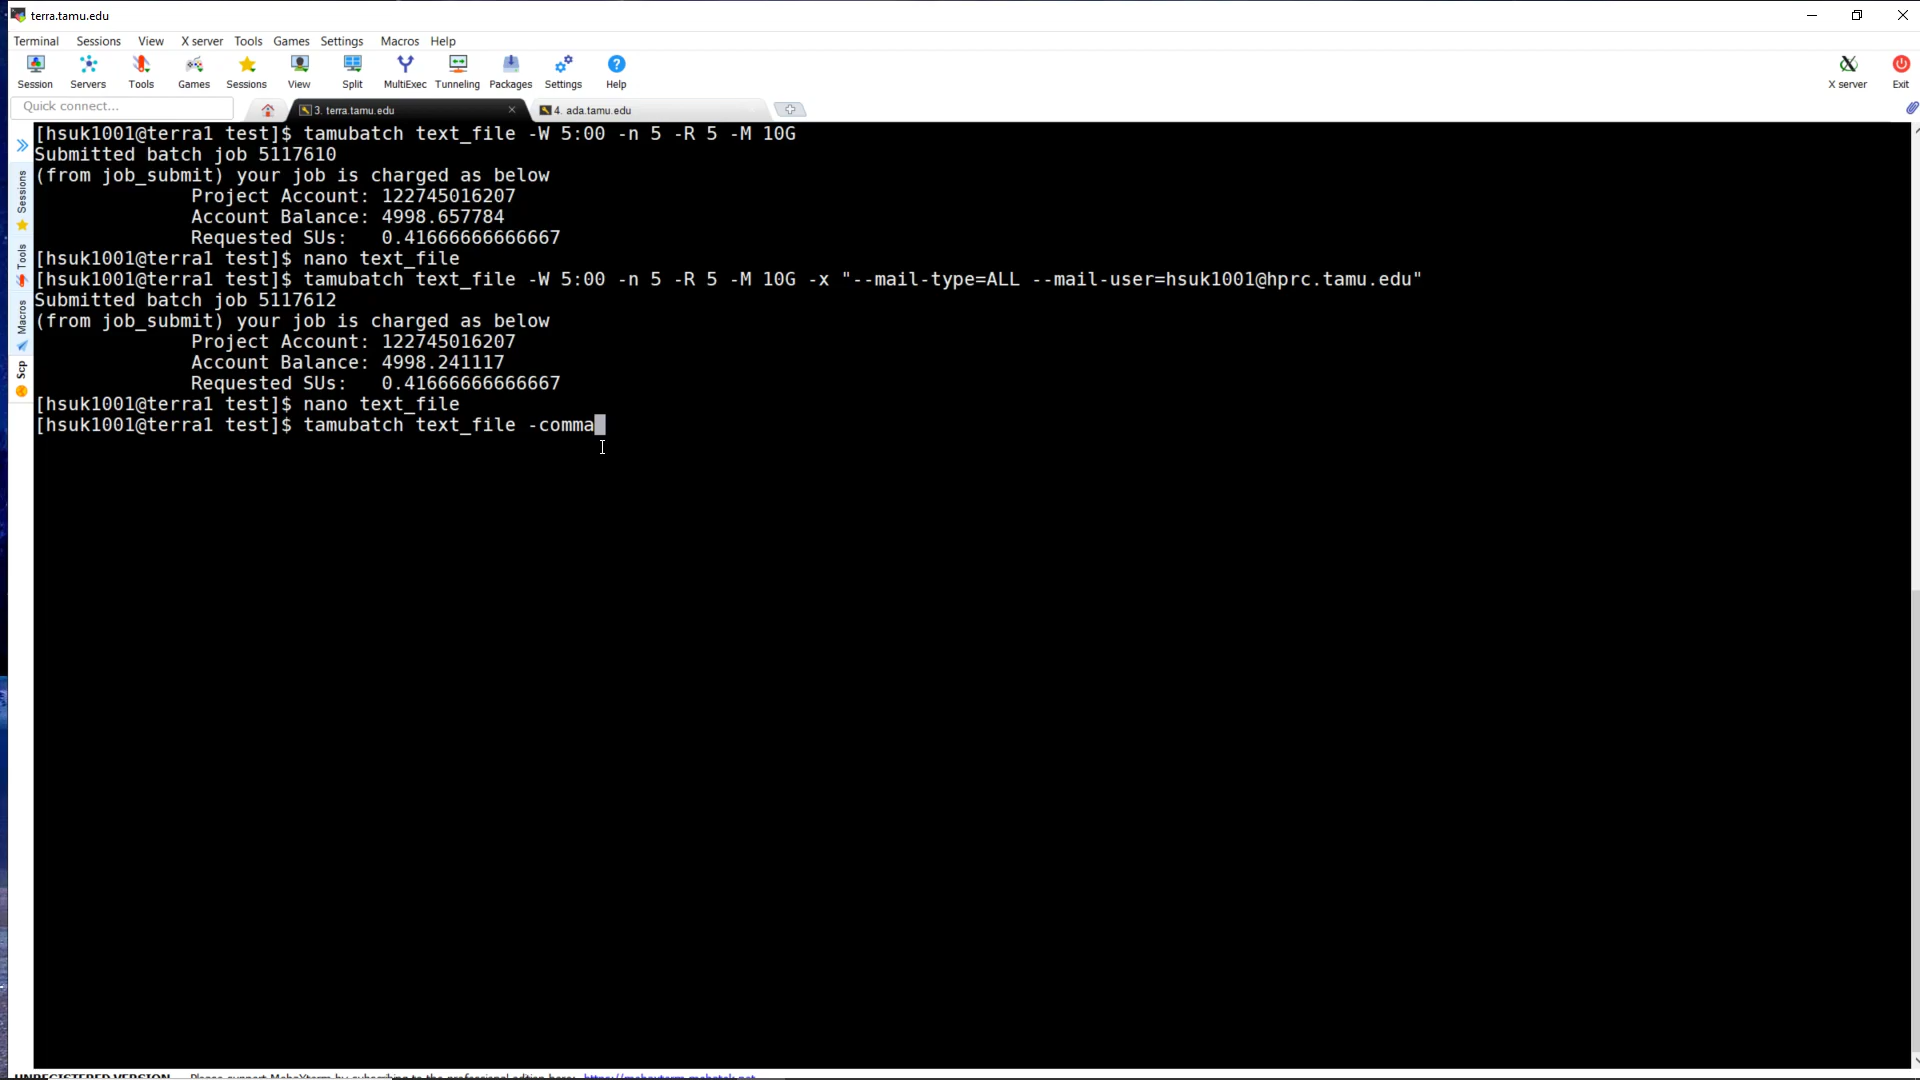 terra.tamu.edu
Terminal Sessions View X server Tools Games Settings Macros Help
Session Servers Tools Games Sessions View Split MultiExec Tunneling Packages Settings Help X server Exit
Quick connect... 3. terra.tamu.edu 4. ada.tamu.edu
[hsuk1001@terra1 test]$ tamubatch text_file -W 5:00 -n 5 -R 5 -M 10G
Submitted batch job 5117610
(from job_submit) your job is charged as below
Project Account: 122745016207
Account Balance: 4998.657784
Requested SUs: 0.41666666666667
[hsuk1001@terra1 test]$ nano text_file
[hsuk1001@terra1 test]$ tamubatch text_file -W 5:00 -n 5 -R 5 -M 10G -x "--mail-type=ALL --mail-user=hsuk1001@hprc.tamu.edu"
Submitted batch job 5117612
(from job_submit) your job is charged as below
Project Account: 122745016207
Account Balance: 4998.241117
Requested SUs: 0.41666666666667
[hsuk1001@terra1 test]$ nano text_file
[hsuk1001@terra1 test]$ tamubatch text_file -comma
Sessions
Tools
Macros
Scp
UNREGISTERED VERSION - Please support MobaXterm by subscribing to the professional edition here: https://mobaxterm.mobatek.net